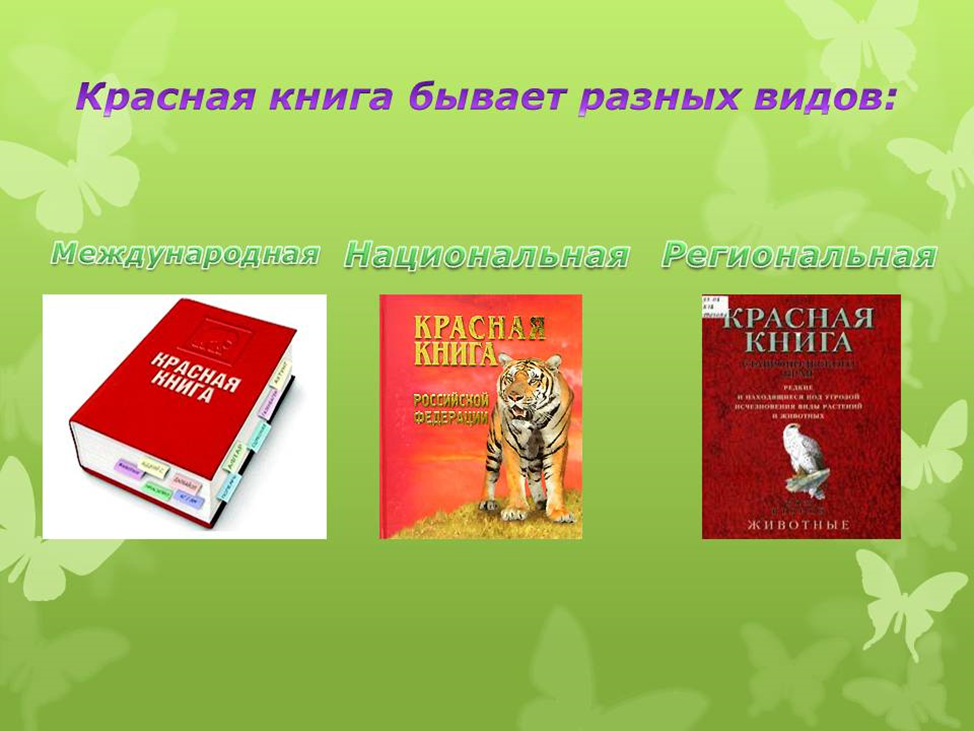 Красная книга бывает разных видов:
Международная
Национальная
Региональная
КРАСНАЯ
КНИГА
КРАСНАЯ
КНИГА
РОССИЙСКОЙ
ФЕДЕРАЦИИ
КРАСНАЯ
КНИГА
РЕДКИЕ
И НАХОДЯЩИЕСЯ ПОД УГРОЗОЙ
ИСЧЕЗНОВЕНИЯ ВИДЫ РАСТЕНИЙ
И ЖИВОТНЫХ
ЖИВОТНЫЕ